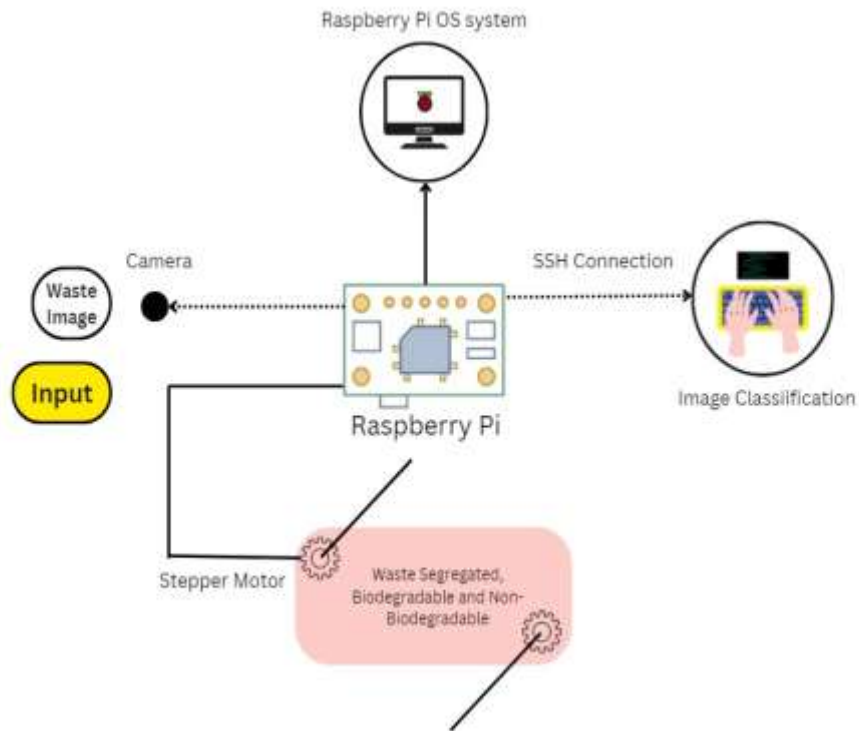 Raspberry Pi OS system
Camera
SSH Connection
Waste
Image
Input
Image Classiification
Raspberry Pi
Stepper Motor
Waste Segregated,
Biodegradable and Non-
Biodegradable